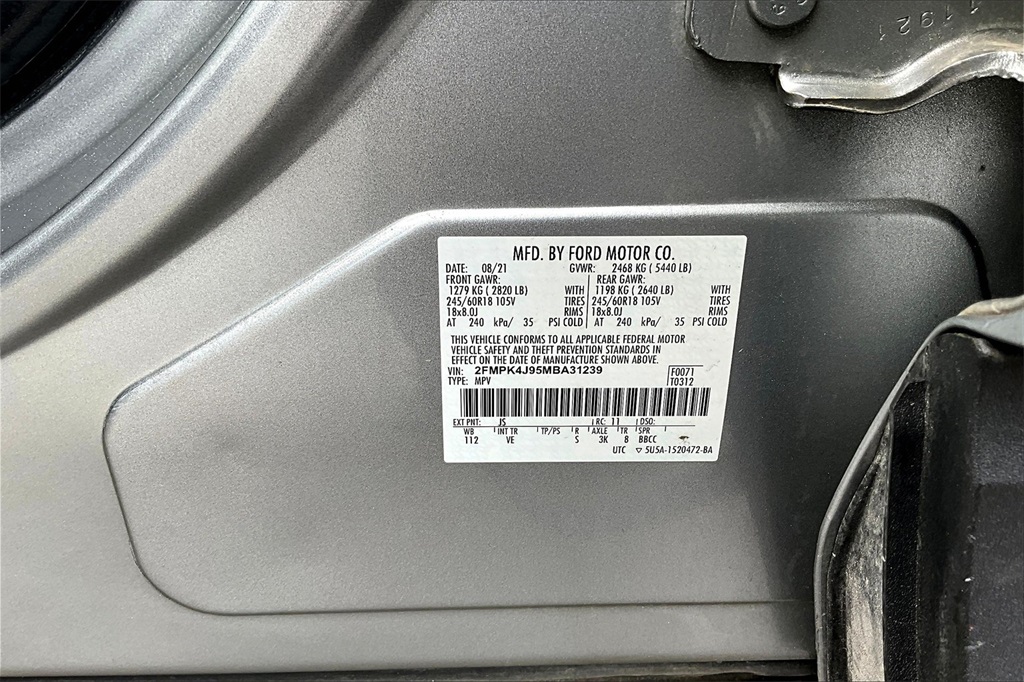 11921
MFD. BY FORD MOTOR CO.
DATE: 08/21 GVWR: 2468 KG ( 5440 LB)
FRONT GAWR: REAR GAWR:
1279 KG ( 2820 LB) WITH 1198 KG ( 2640 LB) WITH
245/60R18 105V TIRES 245/60R18 105V TIRES
18x8.0J RIMS 18x8.0J RIMS
AT 240 kPa/ 35 PSI COLD AT 240 kPa/ 35 PSI COLD
THIS VEHICLE CONFORMS TO ALL APPLICABLE FEDERAL MOTOR
VEHICLE SAFETY AND THEFT PREVENTION STANDARDS IN
EFFECT ON THE DATE OF MANUFACTURE SHOWN ABOVE.
VIN: 2FMPK4J95MBA31239 F0071
TYPE: MPV T0312
EXT PNT: JS RC: 11 DSO:
WB INT TR TP/PS R AXLE TR SPR
112 VE S 3K 8 BBCC
UTC ▽ 5U5A-1520472-BA